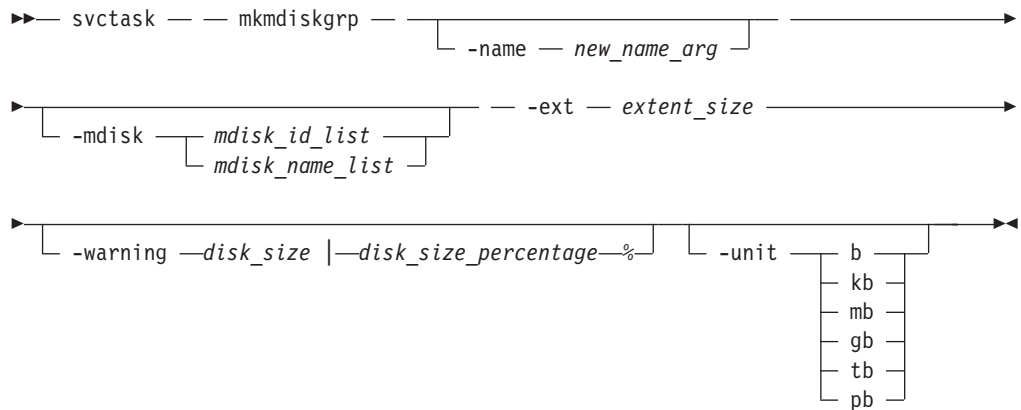 svctask mkmdiskgrp
-name new_name_arg
-ext extent_size
-mdisk mdisk_id_list
mdisk_name_list
-warning disk_size | disk_size_percentage %
-unit b
kb
mb
gb
tb
pb